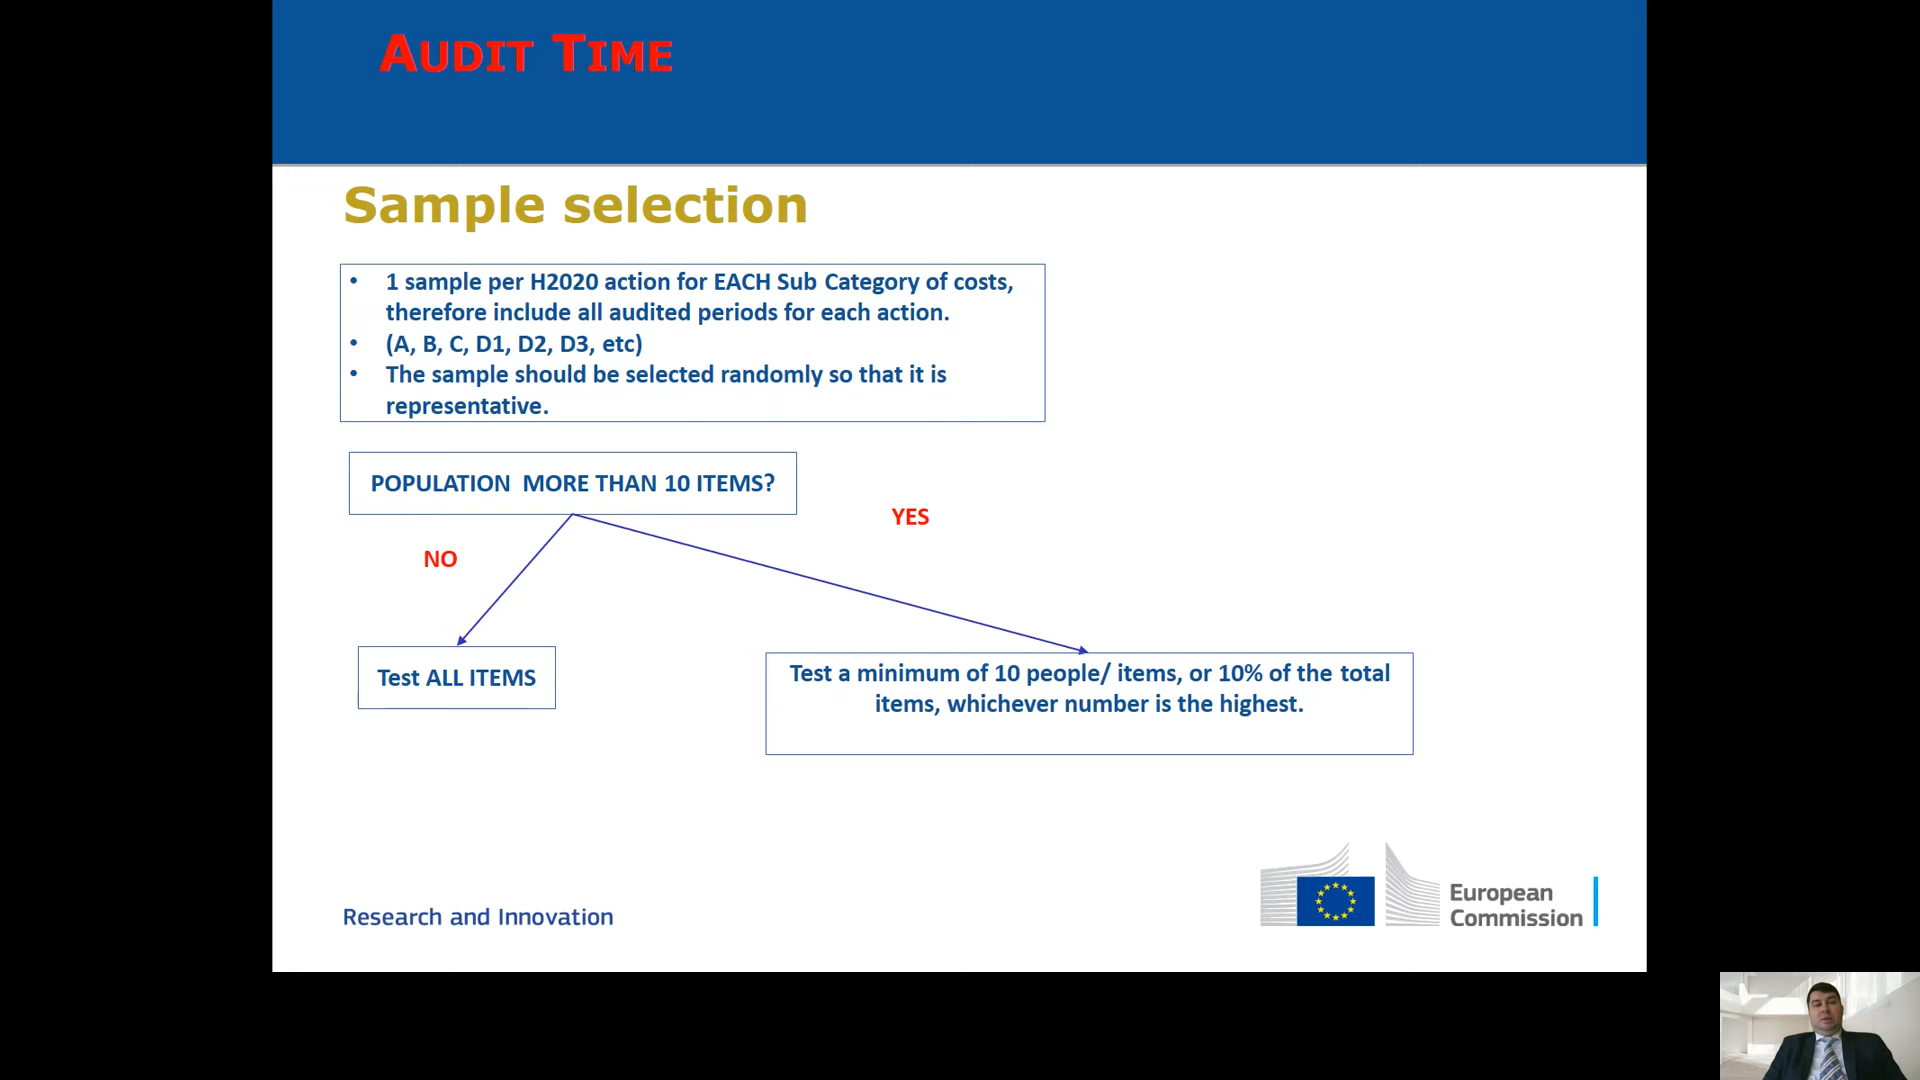 AUDIT TIME
Sample selection
• 1 sample per H2020 action for EACH Sub Category of costs,
therefore include all audited periods for each action.
• (A, B, C, D1, D2, D3, etc)
• The sample should be selected randomly so that it is
representative.
POPULATION MORE THAN 10 ITEMS?
YES
NO
Test ALL ITEMS
Test a minimum of 10 people/ items, or 10% of the total
items, whichever number is the highest.
Research and Innovation
European
Commission